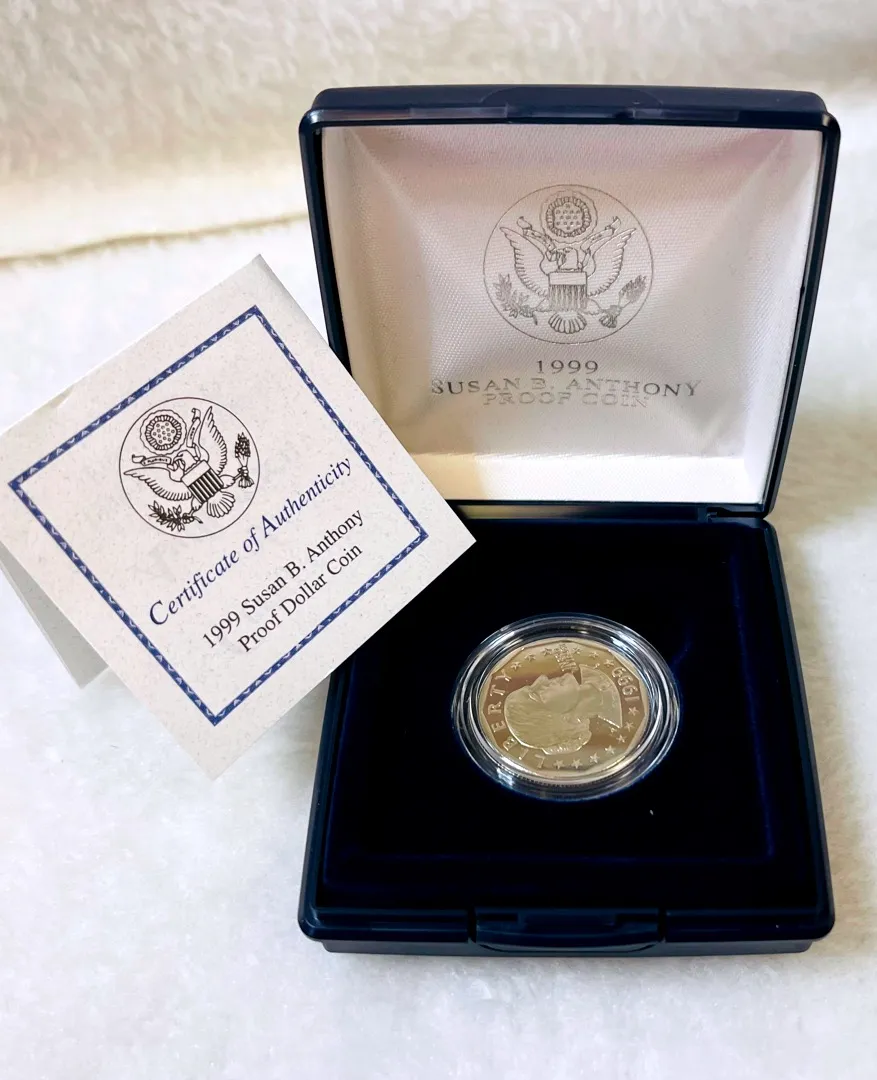 1999
SUSAN B. ANTHONY
PROOF COIN
Certificate of Authenticity
1999 Susan B. Anthony
Proof Dollar Coin
LIBERTY
1999